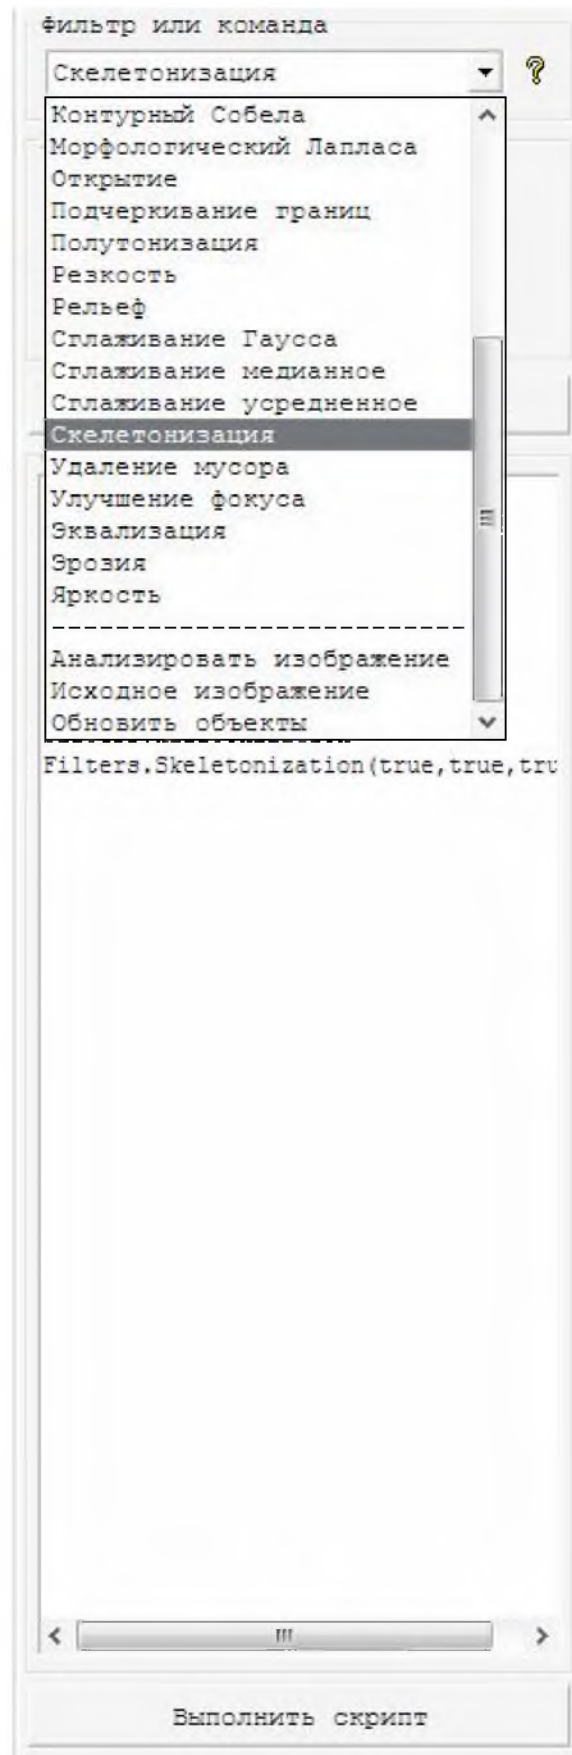 Фильтр или команда
Скелетонизация
Контурный Собела
Морфологический Лапласа
Открытие
Подчеркивание границ
Полутонизация
Резкость
Рельеф
Сглаживание Гаусса
Сглаживание медианное
Сглаживание усредненное
Скелетонизация
Удаление мусора
Улучшение фокуса
Эквализация
Эрозия
Яркость
--------------------------
Анализировать изображение
Исходное изображение
Обновить объекты
Filters.Skeletonization(true,true,tru
Выполнить скрипт